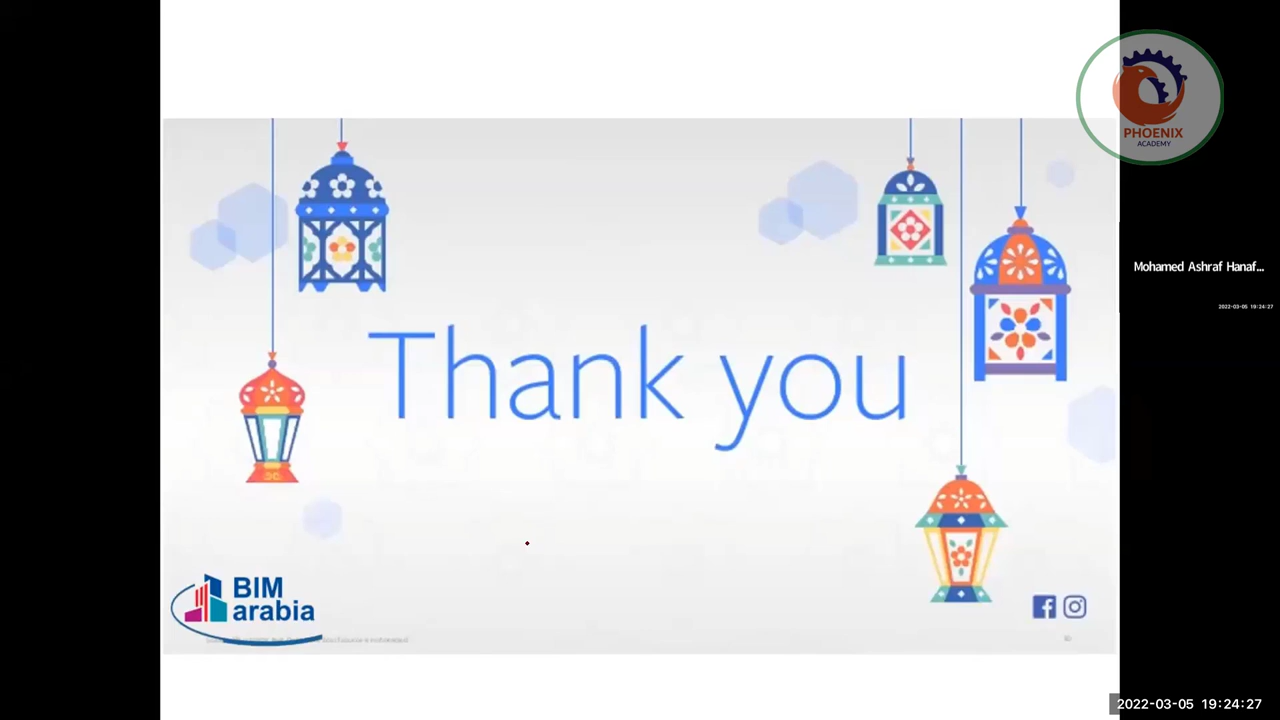 PHOENIX
ACADEMY
Mohamed Ashraf Hanaf...
2022-03-05 19:24:27
Thank you
BIM
arabia
2022-03-05 19:24:27